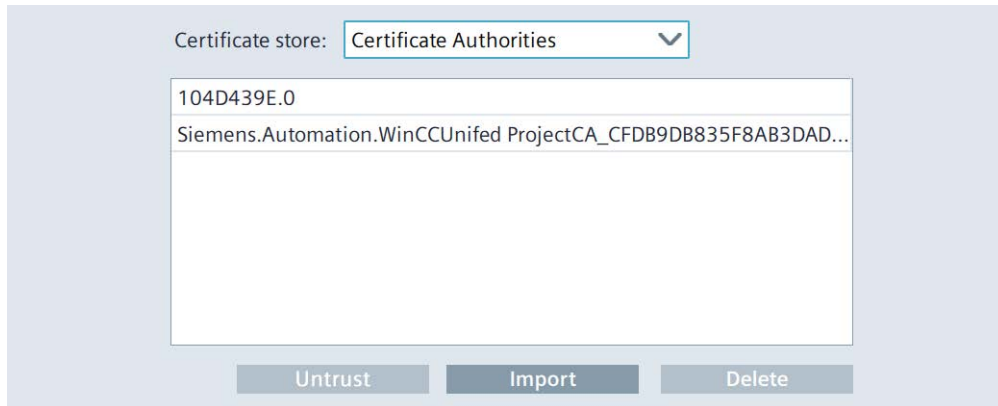 Certificate store: Certificate Authorities
104D439E.0
Siemens.Automation.WinCCUnifed ProjectCA_CFDB9DB835F8AB3DAD...
Untrust Import Delete